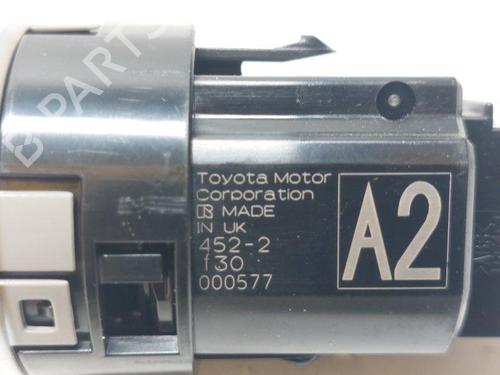 B-PARTS
Toyota Motor
Corporation
R MADE
IN UK
452-2
f30
000577
A2